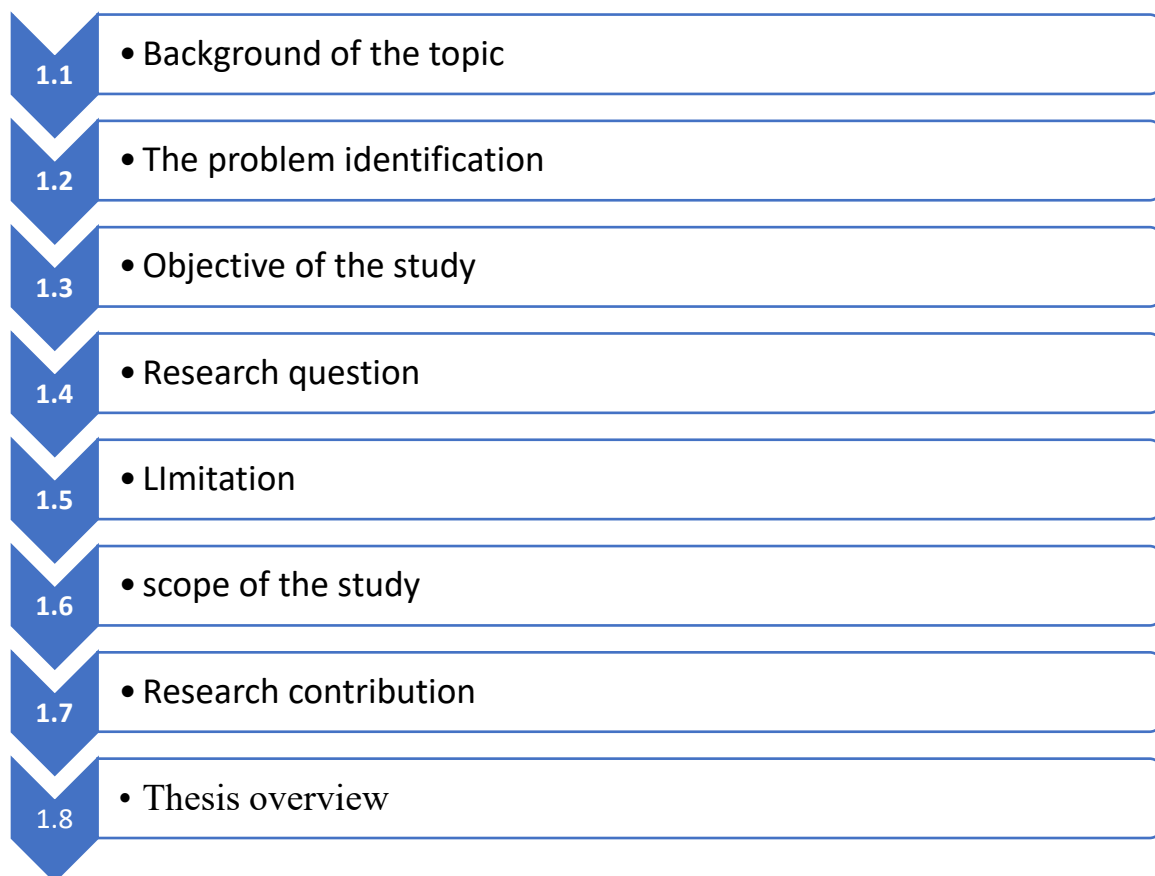 1.1 • Background of the topic
1.2 • The problem identification
1.3 • Objective of the study
1.4 • Research question
1.5 • LImitation
1.6 • scope of the study
1.7 • Research contribution
1.8 • Thesis overview